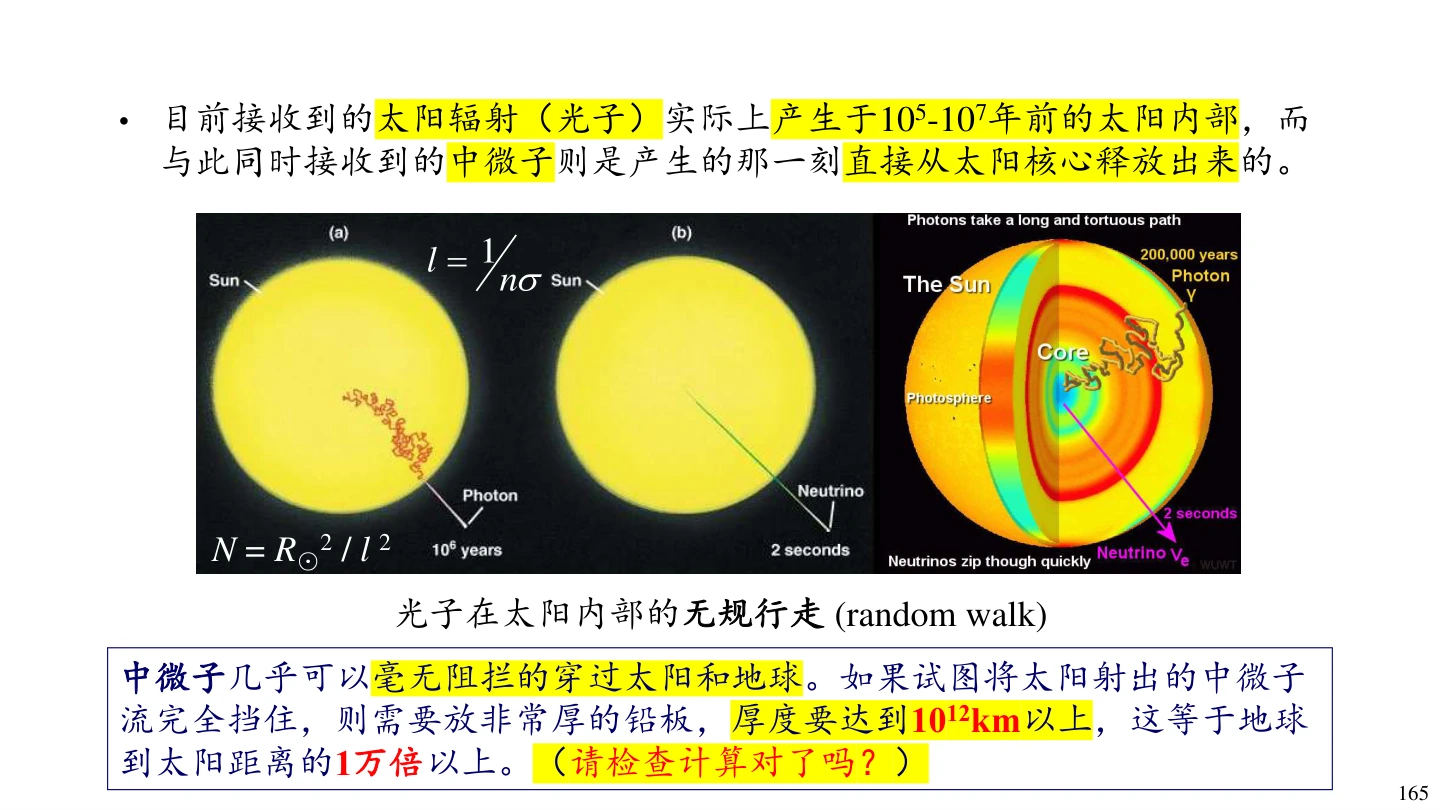 • 目前接收到的太阳辐射（光子）实际上产生于10⁵-10⁷年前的太阳内部，而
与此同时接收到的中微子则是产生的那一刻直接从太阳核心释放出来的。
(a)
Sun
l = 1/nσ
Photon
10⁶ years
N = R☉² / l ²
(b)
Sun
Neutrino
2 seconds
Photons take a long and tortuous path
200,000 years
Photon
γ
The Sun
Core
Photosphere
2 seconds
Neutrino νe
Neutrinos zip though quickly
WUWT
光子在太阳内部的无规行走 (random walk)
中微子几乎可以毫无阻拦的穿过太阳和地球。如果试图将太阳射出的中微子
流完全挡住，则需要放非常厚的铅板，厚度要达到10¹²km以上，这等于地球
到太阳距离的1万倍以上。（请检查计算对了吗？）
165